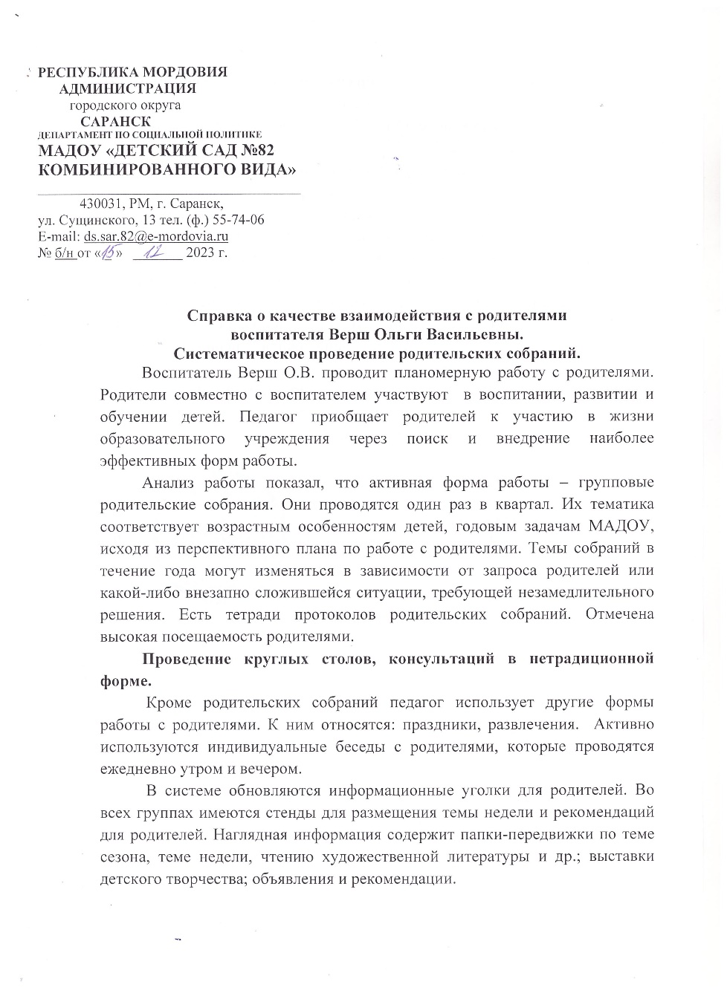 РЕСПУБЛИКА МОРДОВИЯ
АДМИНИСТРАЦИЯ
городского округа
САРАНСК
ДЕПАРТАМЕНТ ПО СОЦИАЛЬНОЙ ПОЛИТИКЕ
МАДОУ «ДЕТСКИЙ САД №82
КОМБИНИРОВАННОГО ВИДА»
430031, РМ, г. Саранск,
ул. Сущинского, 13 тел. (ф.) 55-74-06
E-mail: ds.sar.82@e-mordovia.ru
№ б/н от «15» 12 2023 г.
Справка о качестве взаимодействия с родителями
воспитателя Верш Ольги Васильевны.
Систематическое проведение родительских собраний.
Воспитатель Верш О.В. проводит планомерную работу с родителями.
Родители совместно с воспитателем участвуют в воспитании, развитии и
обучении детей. Педагог приобщает родителей к участию в жизни
образовательного учреждения через поиск и внедрение наиболее
эффективных форм работы.
Анализ работы показал, что активная форма работы – групповые
родительские собрания. Они проводятся один раз в квартал. Их тематика
соответствует возрастным особенностям детей, годовым задачам МАДОУ,
исходя из перспективного плана по работе с родителями. Темы собраний в
течение года могут изменяться в зависимости от запроса родителей или
какой-либо внезапно сложившейся ситуации, требующей незамедлительного
решения. Есть тетради протоколов родительских собраний. Отмечена
высокая посещаемость родителями.
Проведение круглых столов, консультаций в нетрадиционной
форме.
Кроме родительских собраний педагог использует другие формы
работы с родителями. К ним относятся: праздники, развлечения. Активно
используются индивидуальные беседы с родителями, которые проводятся
ежедневно утром и вечером.
В системе обновляются информационные уголки для родителей. Во
всех группах имеются стенды для размещения темы недели и рекомендаций
для родителей. Наглядная информация содержит папки-передвижки по теме
сезона, теме недели, чтению художественной литературы и др.; выставки
детского творчества; объявления и рекомендации.